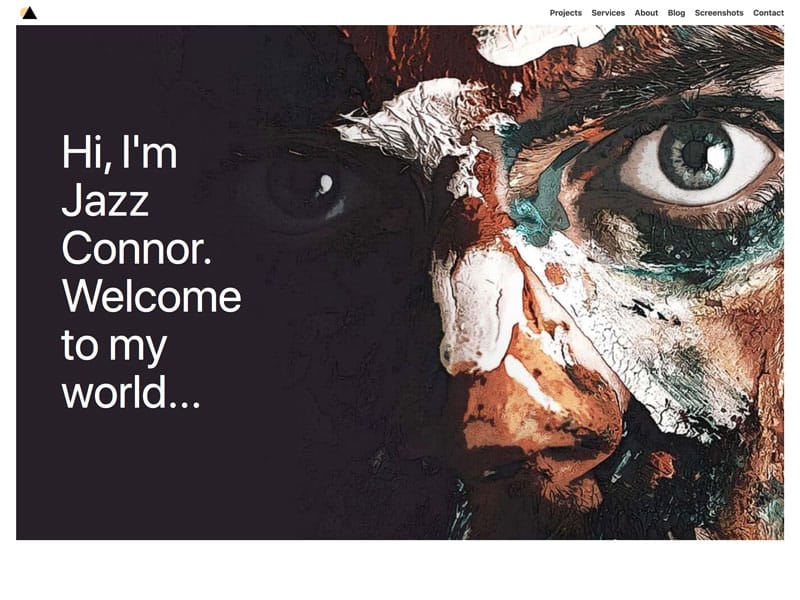 Projects Services About Blog Screenshots Contact
Hi, I'm
Jazz
Connor.
Welcome
to my
world...